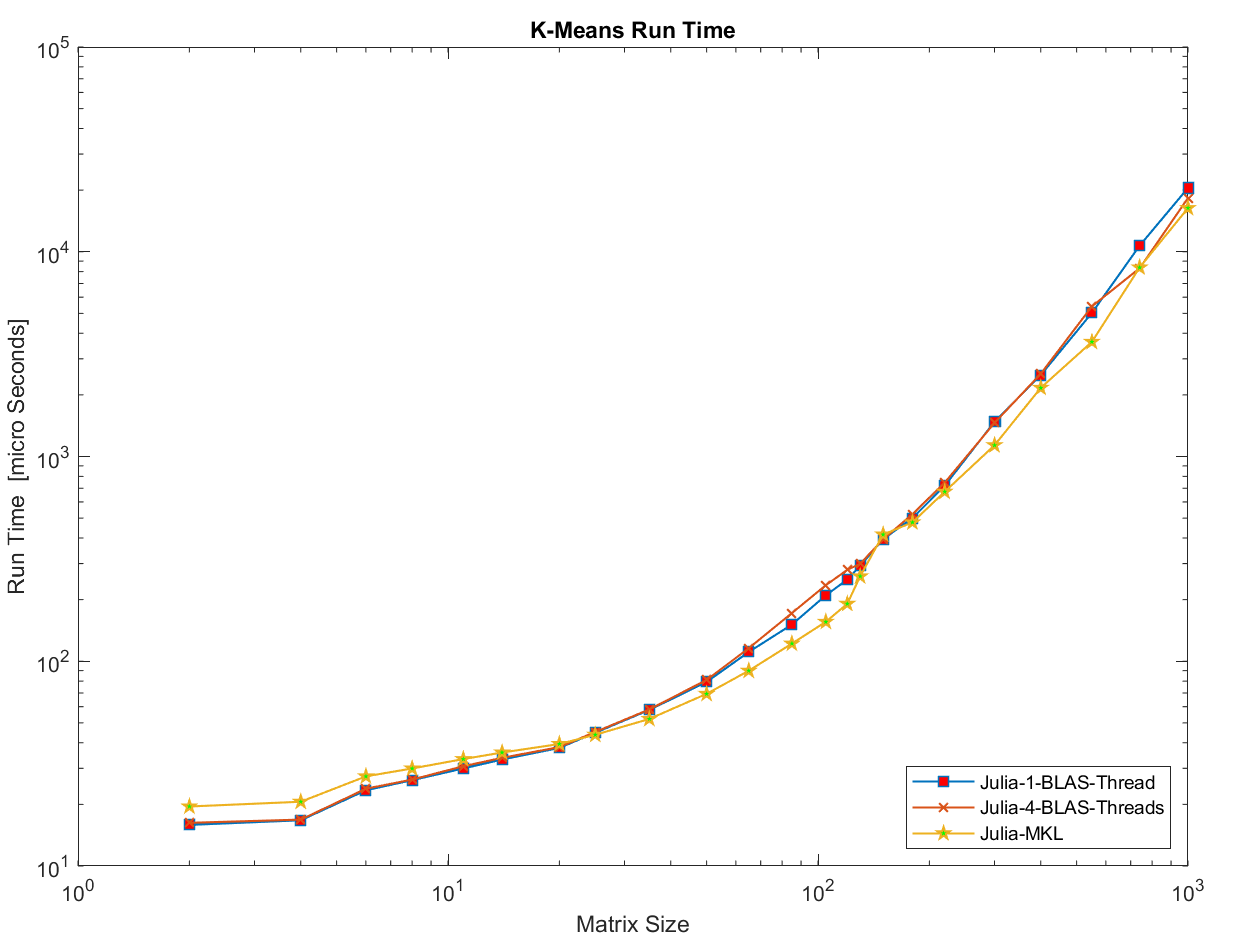 K-Means Run Time
10^5
10^4
10^3
10^2
10^1
Run Time [micro Seconds]
10^0
10^1
10^2
10^3
Matrix Size
Julia-1-BLAS-Thread
Julia-4-BLAS-Threads
Julia-MKL